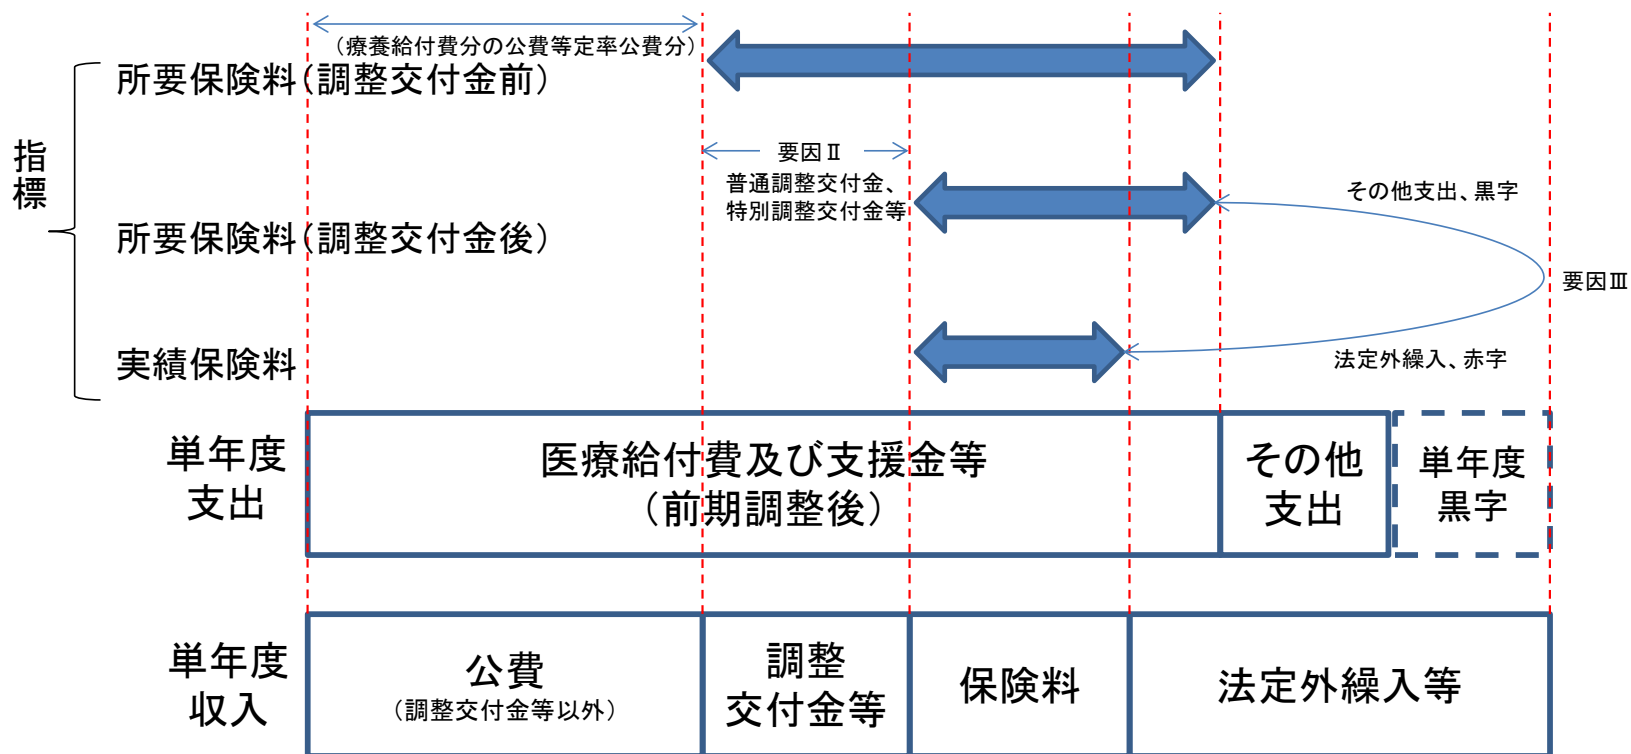 （療養給付費分の公費等定率公費分）
所要保険料（調整交付金前）
指標
要因Ⅱ
普通調整交付金、
特別調整交付金等
その他支出、黒字
所要保険料（調整交付金後）
要因Ⅲ
実績保険料
法定外繰入、赤字
単年度
支出
医療給付費及び支援金等
（前期調整後）
その他
支出
単年度
黒字
単年度
収入
公費
（調整交付金等以外）
調整
交付金等
保険料
法定外繰入等